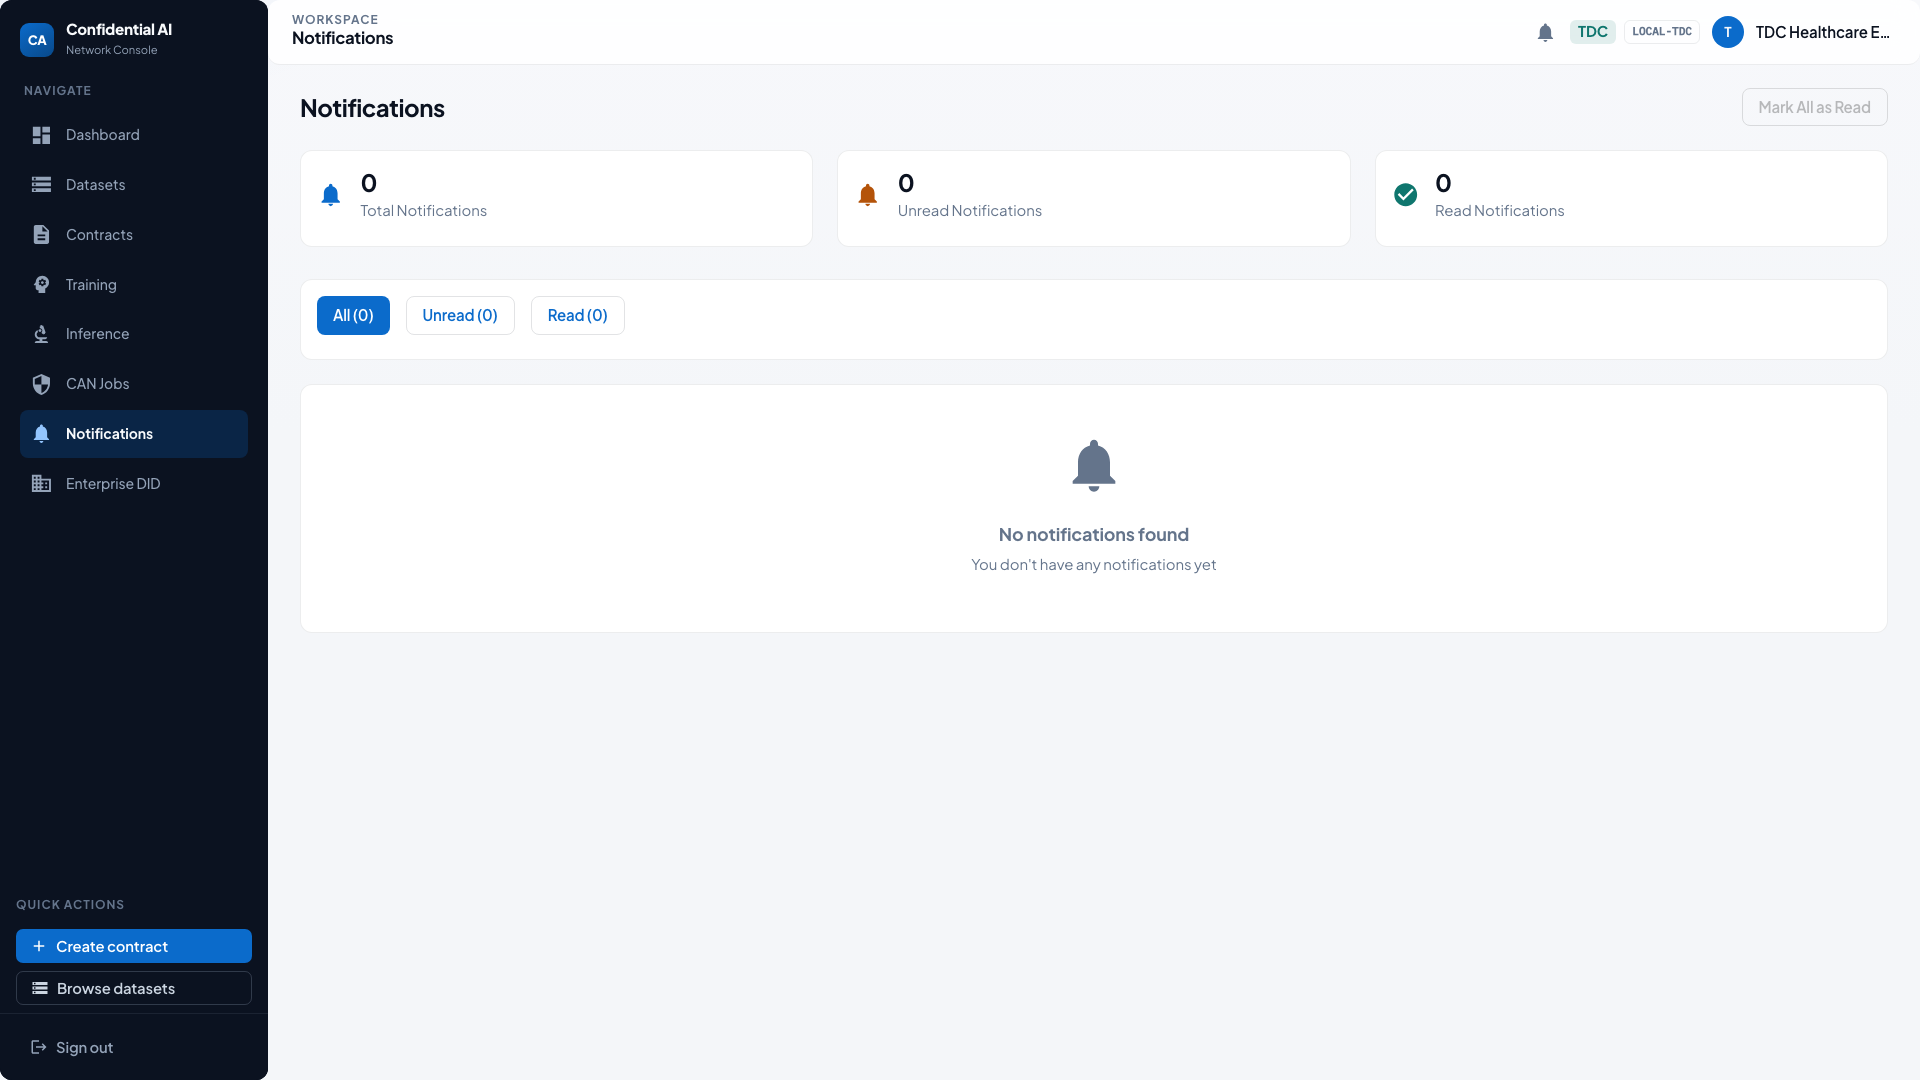 CA
Confidential AI
Network Console
NAVIGATE
Dashboard
Datasets
Contracts
Training
Inference
CAN Jobs
Notifications
Enterprise DID
QUICK ACTIONS
Create contract
Browse datasets
Sign out
WORKSPACE
Notifications
TDC
LOCAL-TDC
T
TDC Healthcare E...
Notifications
Mark All as Read
0
Total Notifications
0
Unread Notifications
0
Read Notifications
All (0)
Unread (0)
Read (0)
No notifications found
You don't have any notifications yet